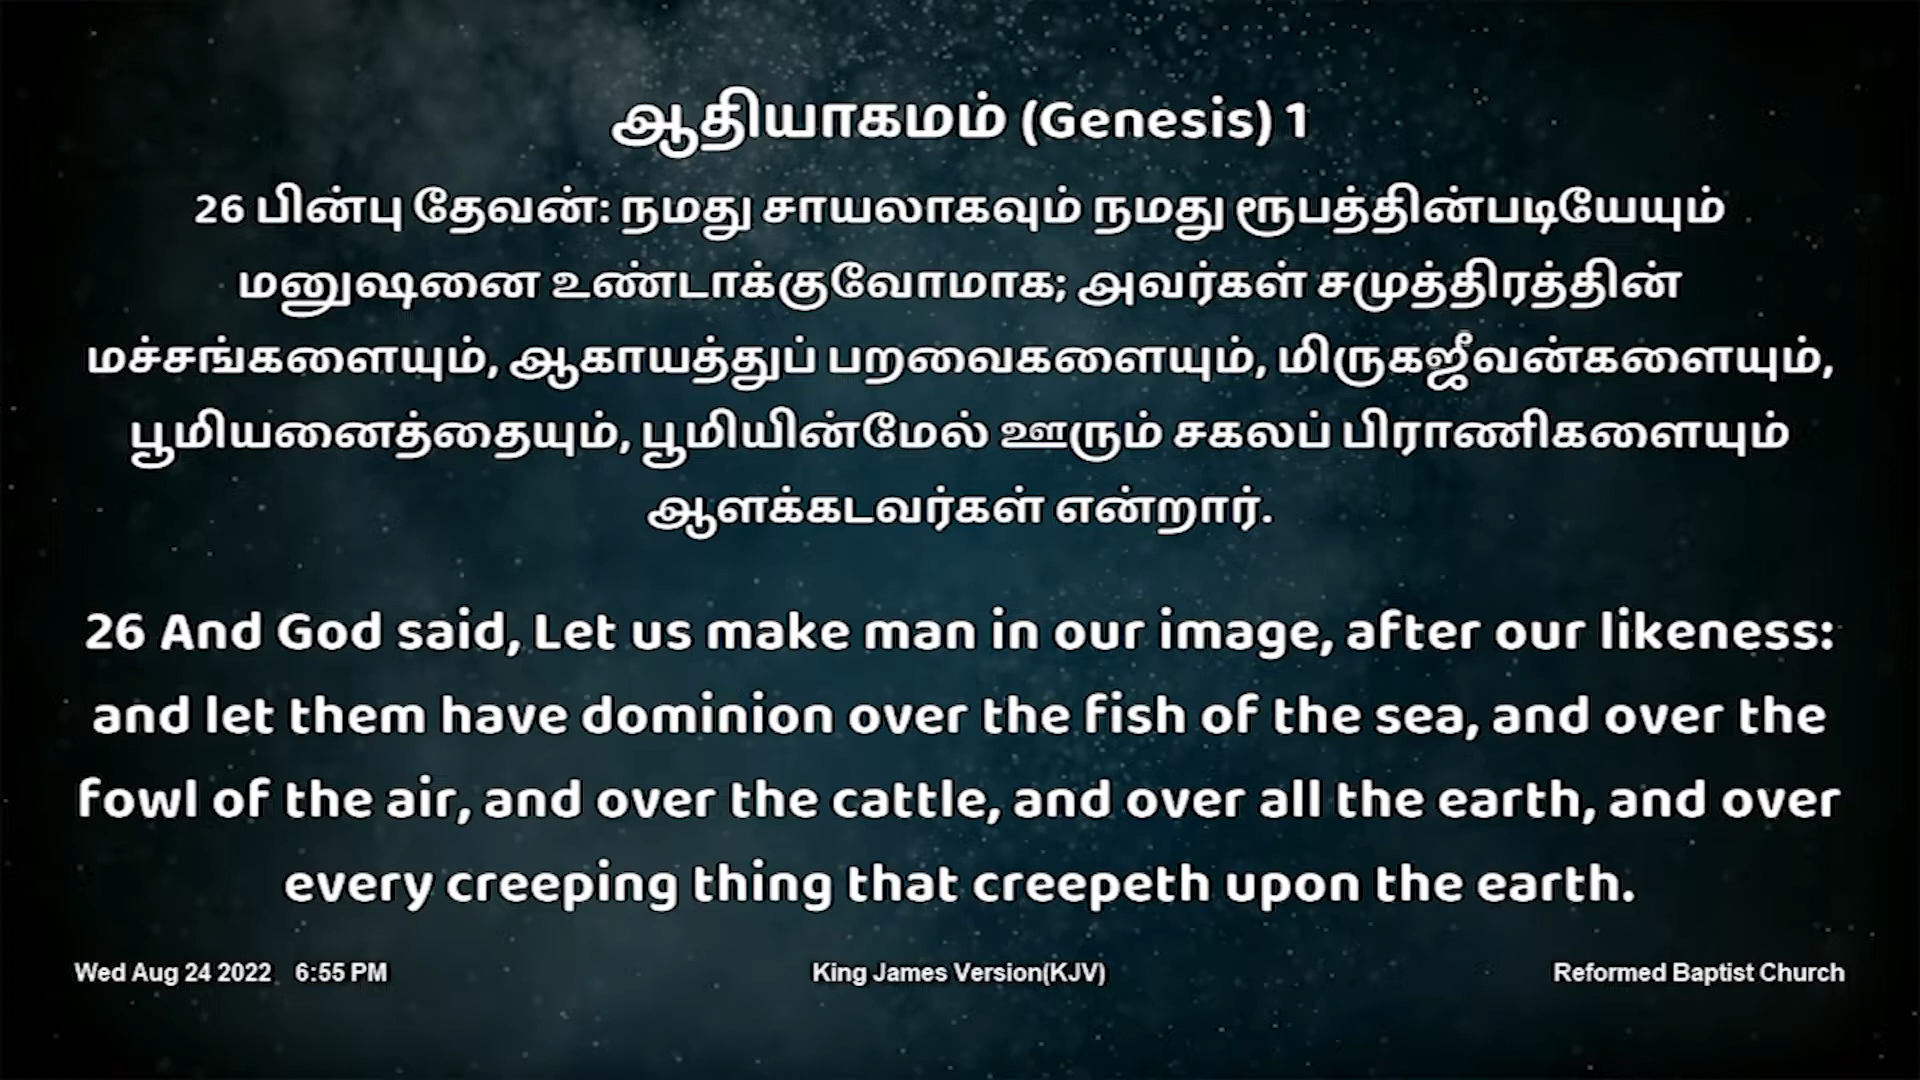 ஆதியாகமம் (Genesis) 1
26 பின்பு தேவன்: நமது சாயலாகவும் நமது ரூபத்தின்படியேயும்
மனுஷனை உண்டாக்குவோமாக; அவர்கள் சமுத்திரத்தின்
மச்சங்களையும், ஆகாயத்துப் பறவைகளையும், மிருகஜீவன்களையும்,
பூமியனைத்தையும், பூமியின்மேல் ஊரும் சகலப் பிராணிகளையும்
ஆளக்கடவர்கள் என்றார்.
26 And God said, Let us make man in our image, after our likeness:
and let them have dominion over the fish of the sea, and over the
fowl of the air, and over the cattle, and over all the earth, and over
every creeping thing that creepeth upon the earth.
Wed Aug 24 2022 6:55 PM King James Version(KJV) Reformed Baptist Church